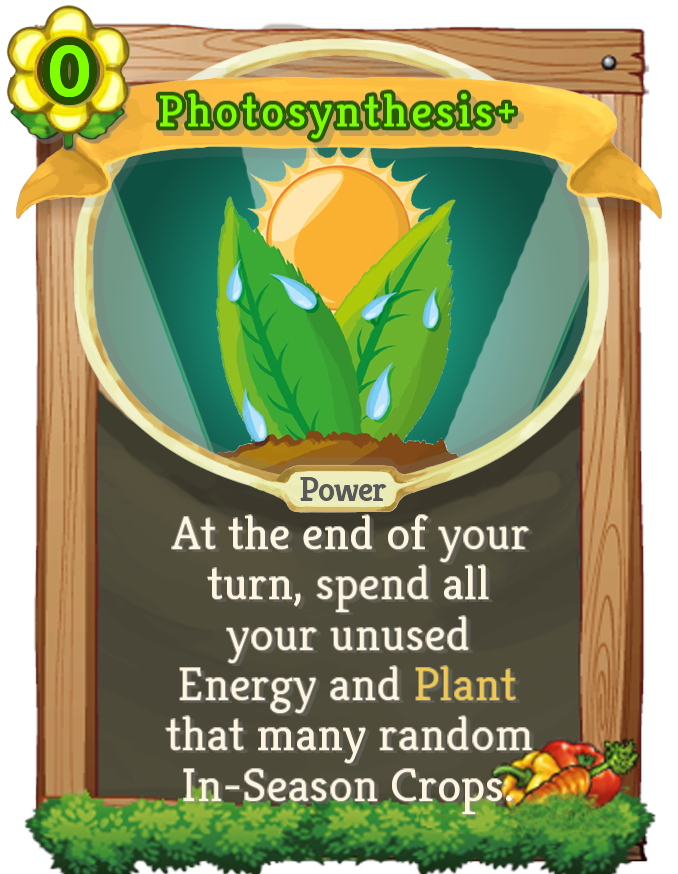 0
Photosynthesis+
Power
At the end of your
turn, spend all
your unused
Energy and Plant
that many random
In-Season Crops.